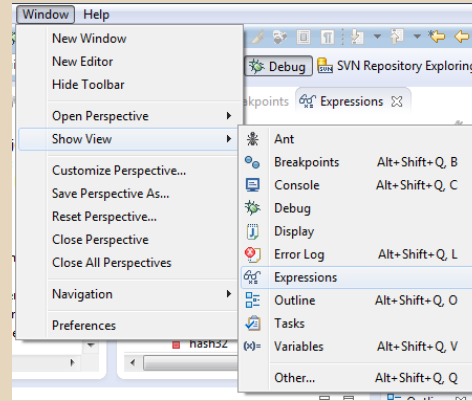 Window Help
New Window
New Editor
Hide Toolbar
Open Perspective
Show View
Customize Perspective...
Save Perspective As...
Reset Perspective...
Close Perspective
Close All Perspectives
Navigation
Preferences
Debug SVN Repository Exploring
Expressions
Ant
Breakpoints Alt+Shift+Q, B
Console Alt+Shift+Q, C
Debug
Display
Error Log Alt+Shift+Q, L
Expressions
Outline Alt+Shift+Q, O
Tasks
(x)= Variables Alt+Shift+Q, V
Other... Alt+Shift+Q, Q
hash32